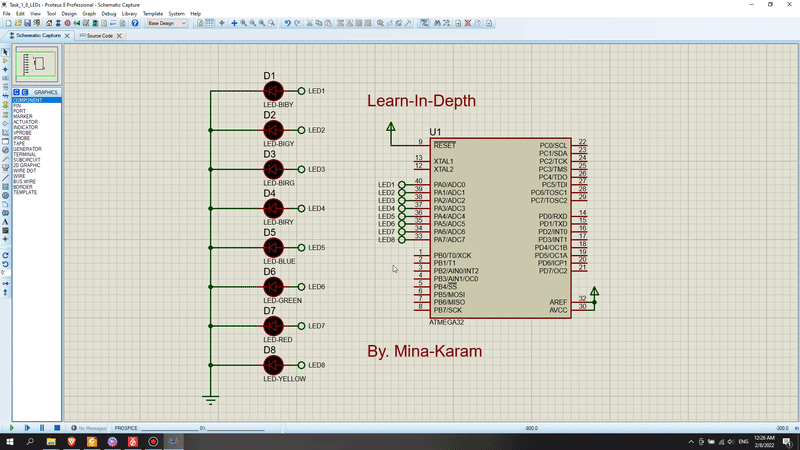 Task_1_8_LEDs - Proteus 8 Professional - Schematic Capture
File Edit View Tool Design Graph Debug Library Template System Help
Base Design
Schematic Capture
Source Code
GRAPHICS
COMPONENT
PIN
PORT
MARKER
ACTUATOR
INDICATOR
VPROBE
IPROBE
TAPE
GENERATOR
TERMINAL
SUBCIRCUIT
2D GRAPHIC
WIRE DOT
WIRE
BUS WIRE
BORDER
TEMPLATE
D1
LED1
LED-BIBY
D2
LED2
LED-BIGY
D3
LED3
LED-BIRG
D4
LED4
LED-BIRY
D5
LED5
LED-BLUE
D6
LED6
LED-GREEN
D7
LED7
LED-RED
D8
LED8
LED-YELLOW
Learn-In-Depth
U1
9 RESET PC0/SCL 22
PC1/SDA 23
13 XTAL1 PC2/TCK 24
12 XTAL2 PC3/TMS 25
PC4/TDO 26
LED1 40 PA0/ADC0 PC5/TDI 27
LED2 39 PA1/ADC1 PC6/TOSC1 28
LED3 38 PA2/ADC2 PC7/TOSC2 29
LED4 37 PA3/ADC3
LED5 36 PA4/ADC4 PD0/RXD 14
LED6 35 PA5/ADC5 PD1/TXD 15
LED7 34 PA6/ADC6 PD2/INT0 16
LED8 33 PA7/ADC7 PD3/INT1 17
PD4/OC1B 18
1 PB0/T0/XCK PD5/OC1A 19
2 PB1/T1 PD6/ICP1 20
3 PB2/AIN0/INT2 PD7/OC2 21
4 PB3/AIN1/OC0
5 PB4/SS
6 PB5/MOSI
7 PB6/MISO AREF 32
8 PB7/SCK AVCC 30
ATMEGA32
By. Mina-Karam
No Messages
PROSPICE
0%
-800.0
-300.0
th
ENG
12:26 AM
2/8/2022